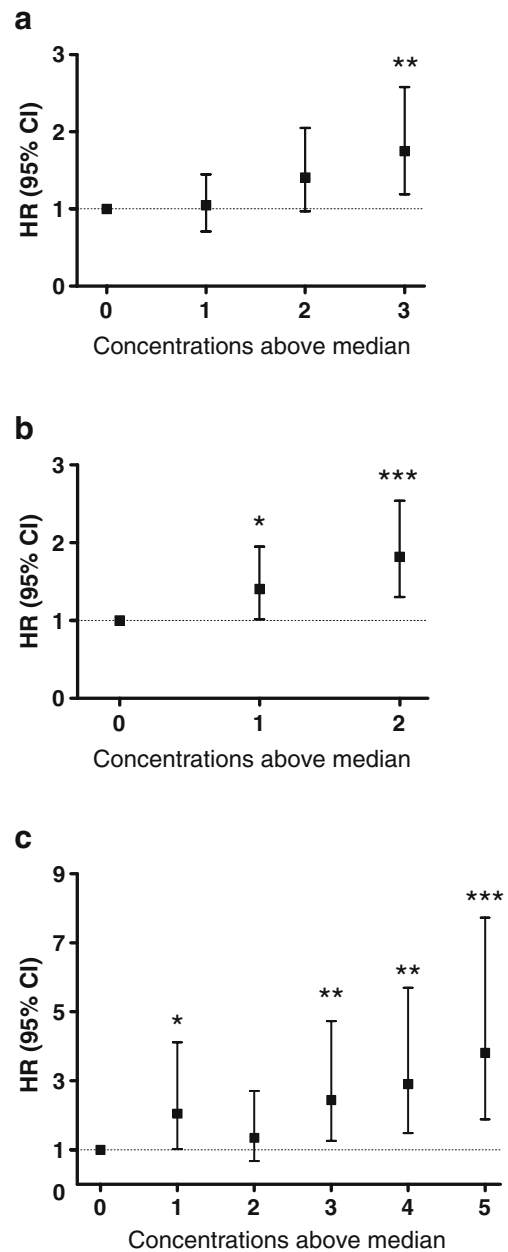 a
3
**
2
HR (95% CI)
1
0
0 1 2 3
Concentrations above median
b
3
***
*
2
HR (95% CI)
1
0
0 1 2
Concentrations above median
c
9
***
7
**
**
*
5
HR (95% CI)
3
1
0
0 1 2 3 4 5
Concentrations above median